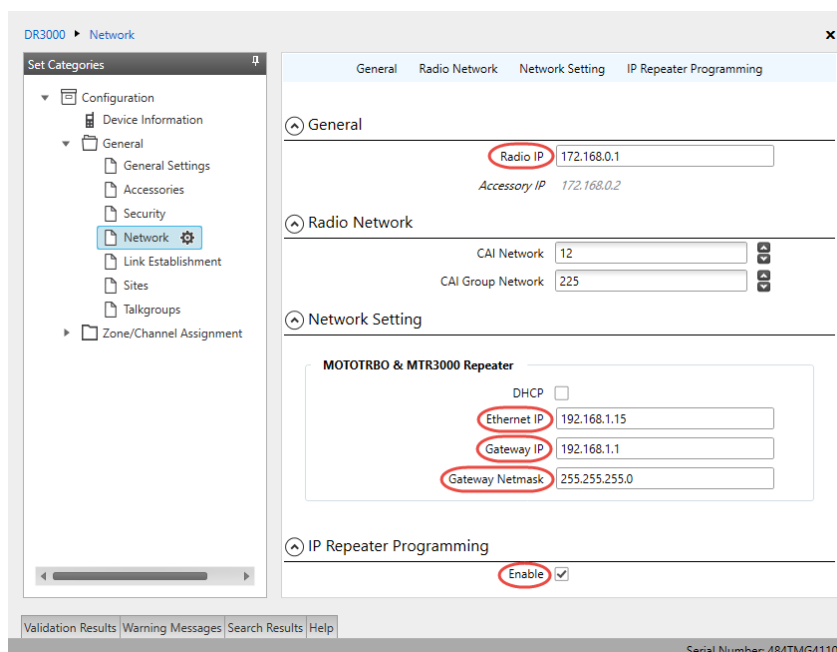 DR3000 Network
Set Categories
Configuration
Device Information
General
General Settings
Accessories
Security
Network
Link Establishment
Sites
Talkgroups
Zone/Channel Assignment
General Radio Network Network Setting IP Repeater Programming
General
Radio IP 172.168.0.1
Accessory IP 172.168.0.2
Radio Network
CAI Network 12
CAI Group Network 225
Network Setting
MOTOTRBO & MTR3000 Repeater
DHCP
Ethernet IP 192.168.1.15
Gateway IP 192.168.1.1
Gateway Netmask 255.255.255.0
IP Repeater Programming
Enable
Validation Results Warning Messages Search Results Help
Serial Number: 484TMG4110